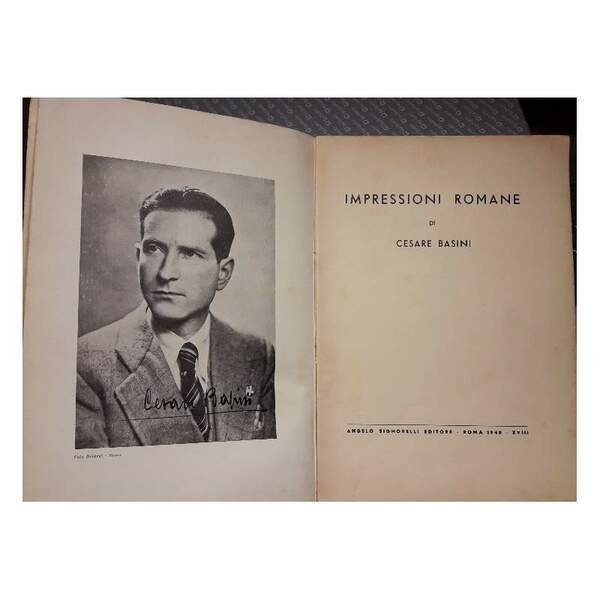 Cesare Basini
IMPRESSIONI ROMANE
DI
CESARE BASINI
ANGELO SIGNORELLI EDITORE - ROMA 1940 - XVIII